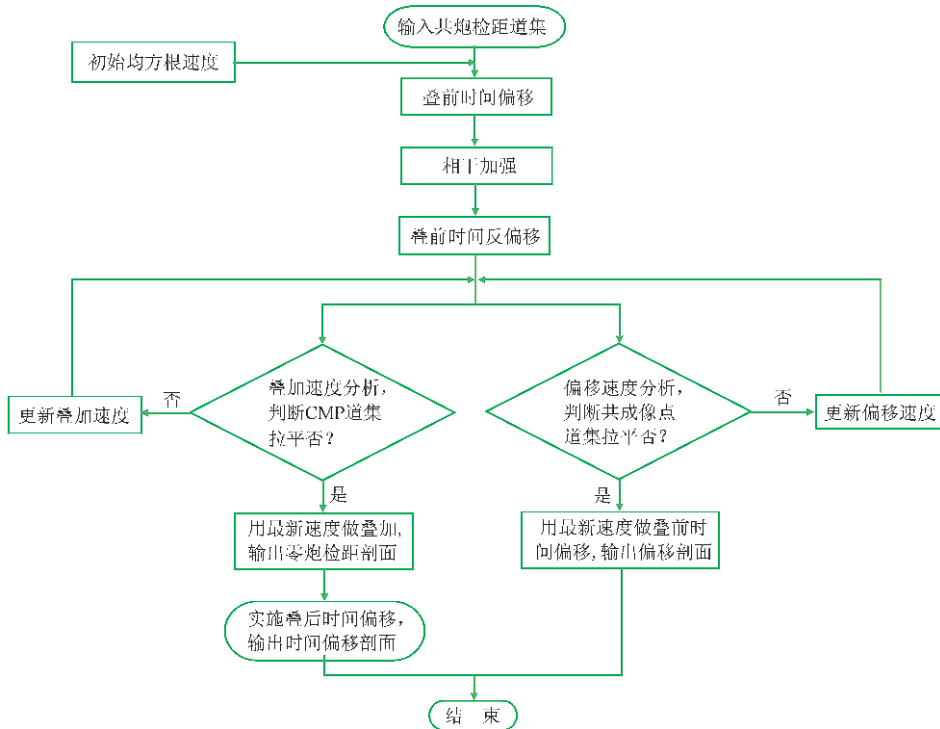 输入共炮检距道集
初始均方根速度
叠前时间偏移
相干加强
叠前时间反偏移
叠加速度分析，
判断CMP道集
拉平否？
否
更新叠加速度
偏移速度分析，
判断共成像点
道集拉平否？
否
更新偏移速度
是
用最新速度做叠加，
输出零炮检距剖面
实施叠后时间偏移，
输出时间偏移剖面
是
用最新速度做叠前时
间偏移，输出偏移剖面
结 束